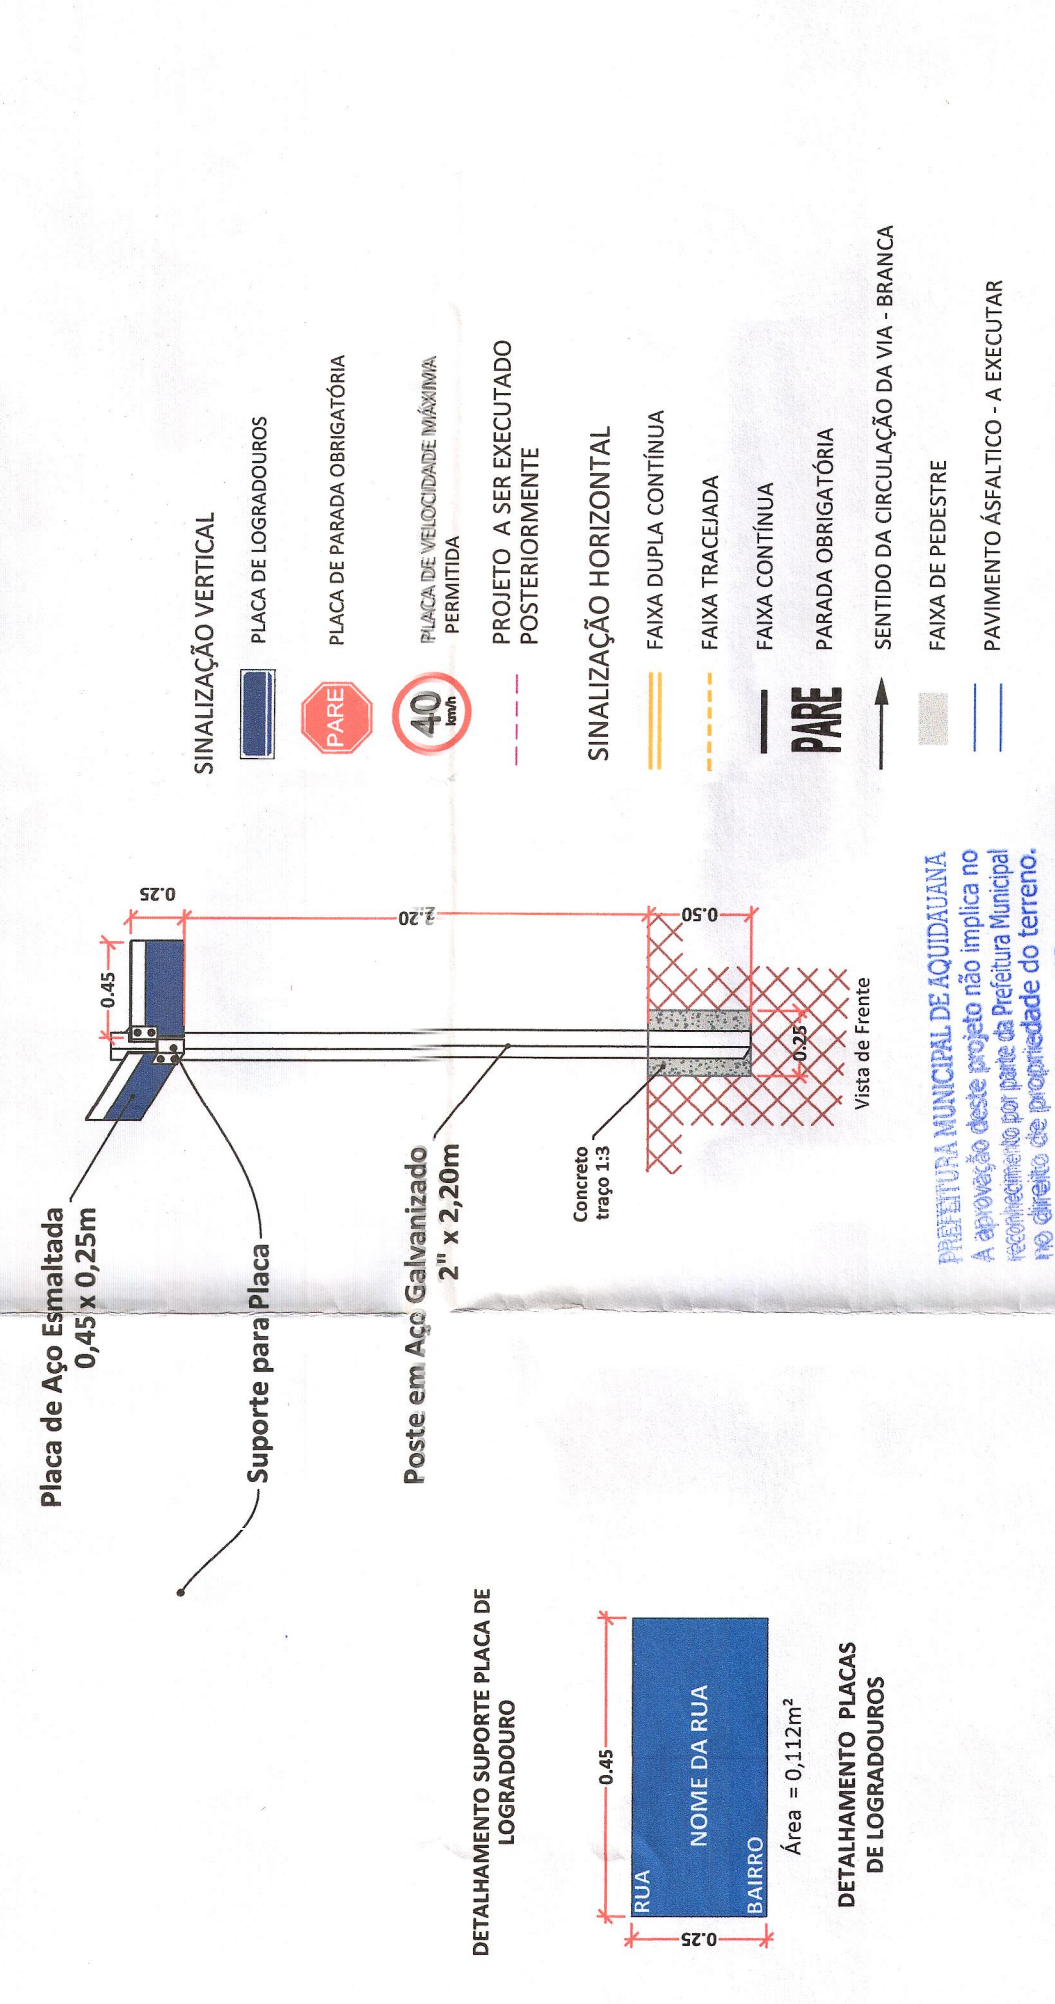 Placa de Aço Esmaltada
0,45 x 0,25m
Suporte para Placa
Poste em Aço Galvanizado
2" x 2,20m
Concreto
traço 1:3
0.45
0.25
2.20
0.50
0.25
Vista de Frente
DETALHAMENTO SUPORTE PLACA DE
LOGRADOURO
0.45
0.25
RUA
NOME DA RUA
BAIRRO
Área = 0,112m²
DETALHAMENTO PLACAS
DE LOGRADOUROS
SINALIZAÇÃO VERTICAL
PLACA DE LOGRADOUROS
PARE
PLACA DE PARADA OBRIGATÓRIA
40
km/h
PLACA DE VELOCIDADE MÁXIMA
PERMITIDA
PROJETO A SER EXECUTADO
POSTERIORMENTE
SINALIZAÇÃO HORIZONTAL
FAIXA DUPLA CONTÍNUA
FAIXA TRACEJADA
FAIXA CONTÍNUA
PARE
PARADA OBRIGATÓRIA
SENTIDO DA CIRCULAÇÃO DA VIA - BRANCA
FAIXA DE PEDESTRE
PAVIMENTO ÁSFALTICO - A EXECUTAR
PREFEITURA MUNICIPAL DE AQUIDAUANA
A aprovação deste projeto não implica no
reconhecimento por parte da Prefeitura Municipal
no direito de propriedade do terreno.